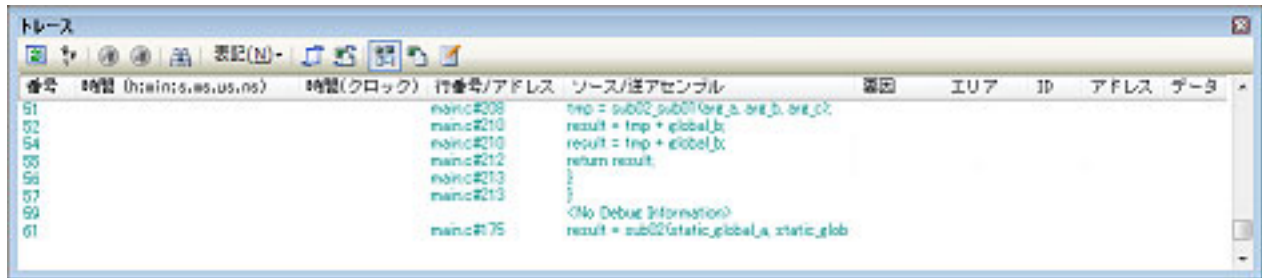 トレース
表記(N)-
番号 時間 (h:min:s.ms.us.ns) 時間(クロック) 行番号/アドレス ソース/逆アセンブル 要因 エリア ID アドレス データ
51 main.c#208 tmp = sub02_sub01(arg_a, arg_b, arg_c);
52 main.c#210 result = tmp + global_b;
54 main.c#210 result = tmp + global_b;
55 main.c#212 return result;
56 main.c#213 }
57 main.c#213 }
59 <No Debug Information>
61 main.c#175 result = sub02(static_global_a, static_glob